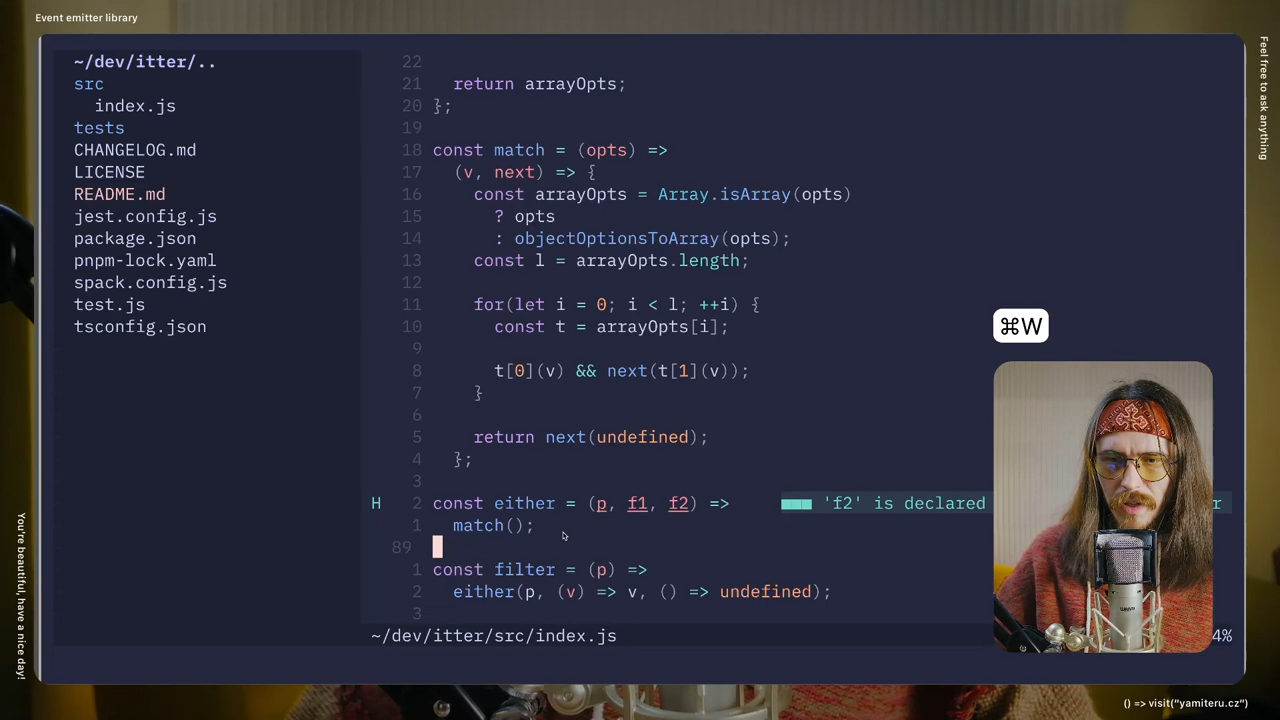 Event emitter library
~/dev/itter/..
src
index.js
tests
CHANGELOG.md
LICENSE
README.md
jest.config.js
package.json
pnpm-lock.yaml
spack.config.js
test.js
tsconfig.json
22
21 return arrayOpts;
20 };
19
18 const match = (opts) =>
17 (v, next) => {
16 const arrayOpts = Array.isArray(opts)
15 ? opts
14 : objectOptionsToArray(opts);
13 const l = arrayOpts.length;
12
11 for(let i = 0; i < l; ++i) {
10 const t = arrayOpts[i];
9
8 t[0](v) && next(t[1](v));
7 }
6
5 return next(undefined);
4 };
3
H 2 const either = (p, f1, f2) => ■■■ 'f2' is declared r
1 match();
89
1 const filter = (p) =>
2 either(p, (v) => v, () => undefined);
3
~/dev/itter/src/index.js 4%
⌘W
Feel free to ask anything
You're beautiful, have a nice day!
() => visit("yamiteru.cz")